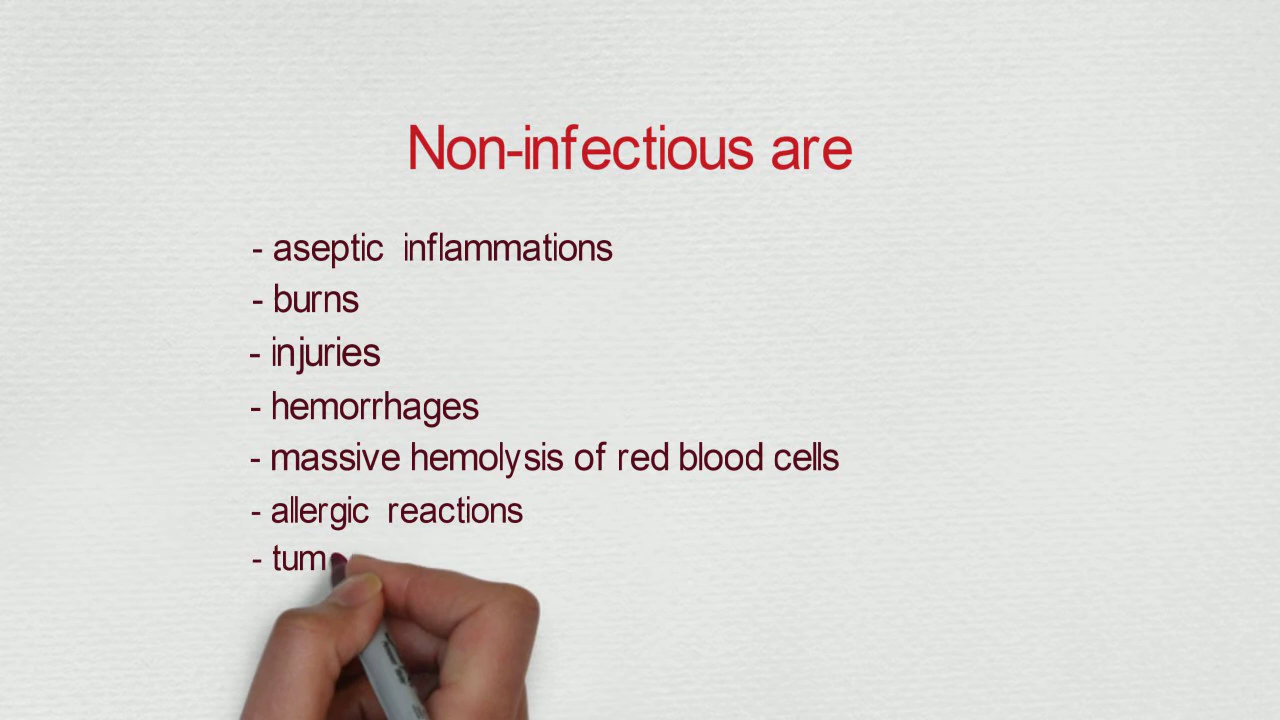 Non-infectious are
- aseptic inflammations
- burns
- injuries
- hemorrhages
- massive hemolysis of red blood cells
- allergic reactions
- tum